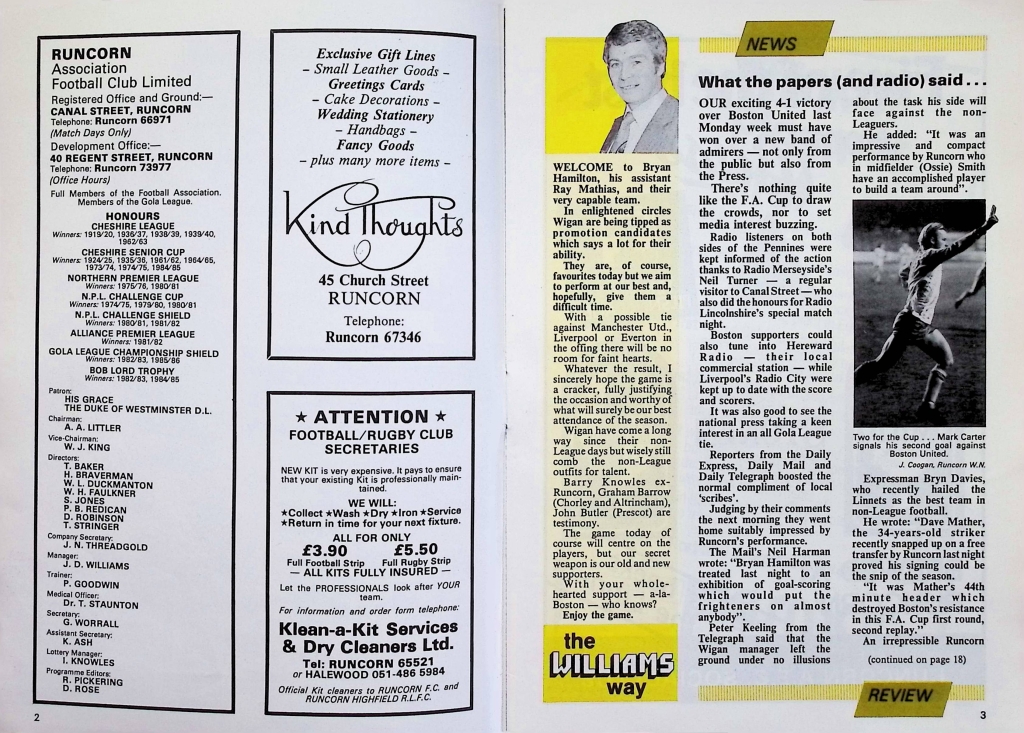 RUNCORN
Association
Football Club Limited
Registered Office and Ground:—
CANAL STREET, RUNCORN
Telephone: Runcorn 66971
(Match Days Only)
Development Office:—
40 REGENT STREET, RUNCORN
Telephone: Runcorn 73977
(Office Hours)
Full Members of the Football Association.
Members of the Gola League.
HONOURS
CHESHIRE LEAGUE
Winners: 1919/20, 1936/37, 1938/39, 1939/40,
1962/63
CHESHIRE SENIOR CUP
Winners: 1924/25, 1935/36, 1961/62, 1964/65,
1973/74, 1974/75, 1984/85
NORTHERN PREMIER LEAGUE
Winners: 1975/76, 1980/81
N.P.L. CHALLENGE CUP
Winners: 1974/75, 1979/80, 1980/81
N.P.L. CHALLENGE SHIELD
Winners: 1980/81, 1981/82
ALLIANCE PREMIER LEAGUE
Winners: 1981/82
GOLA LEAGUE CHAMPIONSHIP SHIELD
Winners: 1982/83, 1985/86
BOB LORD TROPHY
Winners: 1982/83, 1984/85
Patron:
HIS GRACE
THE DUKE OF WESTMINSTER D.L.
Chairman:
A. A. LITTLER
Vice-Chairman:
W. J. KING
Directors:
T. BAKER
H. BRAVERMAN
W. L. DUCKMANTON
W. H. FAULKNER
S. JONES
P. B. REDICAN
D. ROBINSON
T. STRINGER
Company Secretary:
J. N. THREADGOLD
Manager:
J. D. WILLIAMS
Trainer:
P. GOODWIN
Medical Officer:
Dr. T. STAUNTON
Secretary:
G. WORRALL
Assistant Secretary:
K. ASH
Lottery Manager:
I. KNOWLES
Programme Editors:
R. PICKERING
D. ROSE
2
Exclusive Gift Lines
– Small Leather Goods –
Greetings Cards
– Cake Decorations –
Wedding Stationery
– Handbags –
Fancy Goods
– plus many more items –
Kind Thoughts
45 Church Street
RUNCORN
Telephone:
Runcorn 67346
★ ATTENTION ★
FOOTBALL/RUGBY CLUB
SECRETARIES
NEW KIT is very expensive. It pays to ensure
that your existing Kit is professionally main-
tained.
WE WILL:
★Collect ★Wash ★Dry ★Iron ★Service
★Return in time for your next fixture.
ALL FOR ONLY
£3.90 £5.50
Full Football Strip Full Rugby Strip
— ALL KITS FULLY INSURED —
Let the PROFESSIONALS look after YOUR
team.
For information and order form telephone:
Klean-a-Kit Services
& Dry Cleaners Ltd.
Tel: RUNCORN 65521
or HALEWOOD 051-486 5984
Official Kit cleaners to RUNCORN F.C. and
RUNCORN HIGHFIELD R.L.F.C.
WELCOME to Bryan
Hamilton, his assistant
Ray Mathias, and their
very capable team.
In enlightened circles
Wigan are being tipped as
promotion candidates
which says a lot for their
ability.
They are, of course,
favourites today but we aim
to perform at our best and,
hopefully, give them a
difficult time.
With a possible tie
against Manchester Utd.,
Liverpool or Everton in
the offing there will be no
room for faint hearts.
Whatever the result, I
sincerely hope the game is
a cracker, fully justifying
the occasion and worthy of
what will surely be our best
attendance of the season.
Wigan have come a long
way since their non-
League days but wisely still
comb the non-League
outfits for talent.
Barry Knowles ex-
Runcorn, Graham Barrow
(Chorley and Altrincham),
John Butler (Prescot) are
testimony.
The game today of
course will centre on the
players, but our secret
weapon is our old and new
supporters.
With your whole-
hearted support — a-la-
Boston — who knows?
Enjoy the game.
the
WILLIAMS
way
NEWS
What the papers (and radio) said . . .
OUR exciting 4-1 victory
over Boston United last
Monday week must have
won over a new band of
admirers — not only from
the public but also from
the Press.
There's nothing quite
like the F.A. Cup to draw
the crowds, nor to set
media interest buzzing.
Radio listeners on both
sides of the Pennines were
kept informed of the action
thanks to Radio Merseyside's
Neil Turner — a regular
visitor to Canal Street — who
also did the honours for Radio
Lincolnshire's special match
night.
Boston supporters could
also tune into Hereward
Radio — their local
commercial station — while
Liverpool's Radio City were
kept up to date with the score
and scorers.
It was also good to see the
national press taking a keen
interest in an all Gola League
tie.
Reporters from the Daily
Express, Daily Mail and
Daily Telegraph boosted the
normal compliment of local
'scribes'.
Judging by their comments
the next morning they went
home suitably impressed by
Runcorn's performance.
The Mail's Neil Harman
wrote: "Bryan Hamilton was
treated last night to an
exhibition of goal-scoring
which would put the
frighteners on almost
anybody".
Peter Keeling from the
Telegraph said that the
Wigan manager left the
ground under no illusions
about the task his side will
face against the non-
Leaguers.
He added: "It was an
impressive and compact
performance by Runcorn who
in midfielder (Ossie) Smith
have an accomplished player
to build a team around".
Two for the Cup . . . Mark Carter
signals his second goal against
Boston United.
J. Coogan, Runcorn W.N.
Expressman Bryn Davies,
who recently hailed the
Linnets as the best team in
non-League football.
He wrote: "Dave Mather,
the 34-years-old striker
recently snapped up on a free
transfer by Runcorn last night
proved his signing could be
the snip of the season.
"It was Mather's 44th
minute header which
destroyed Boston's resistance
in this F.A. Cup first round,
second replay."
An irrepressible Runcorn
(continued on page 18)
REVIEW
3